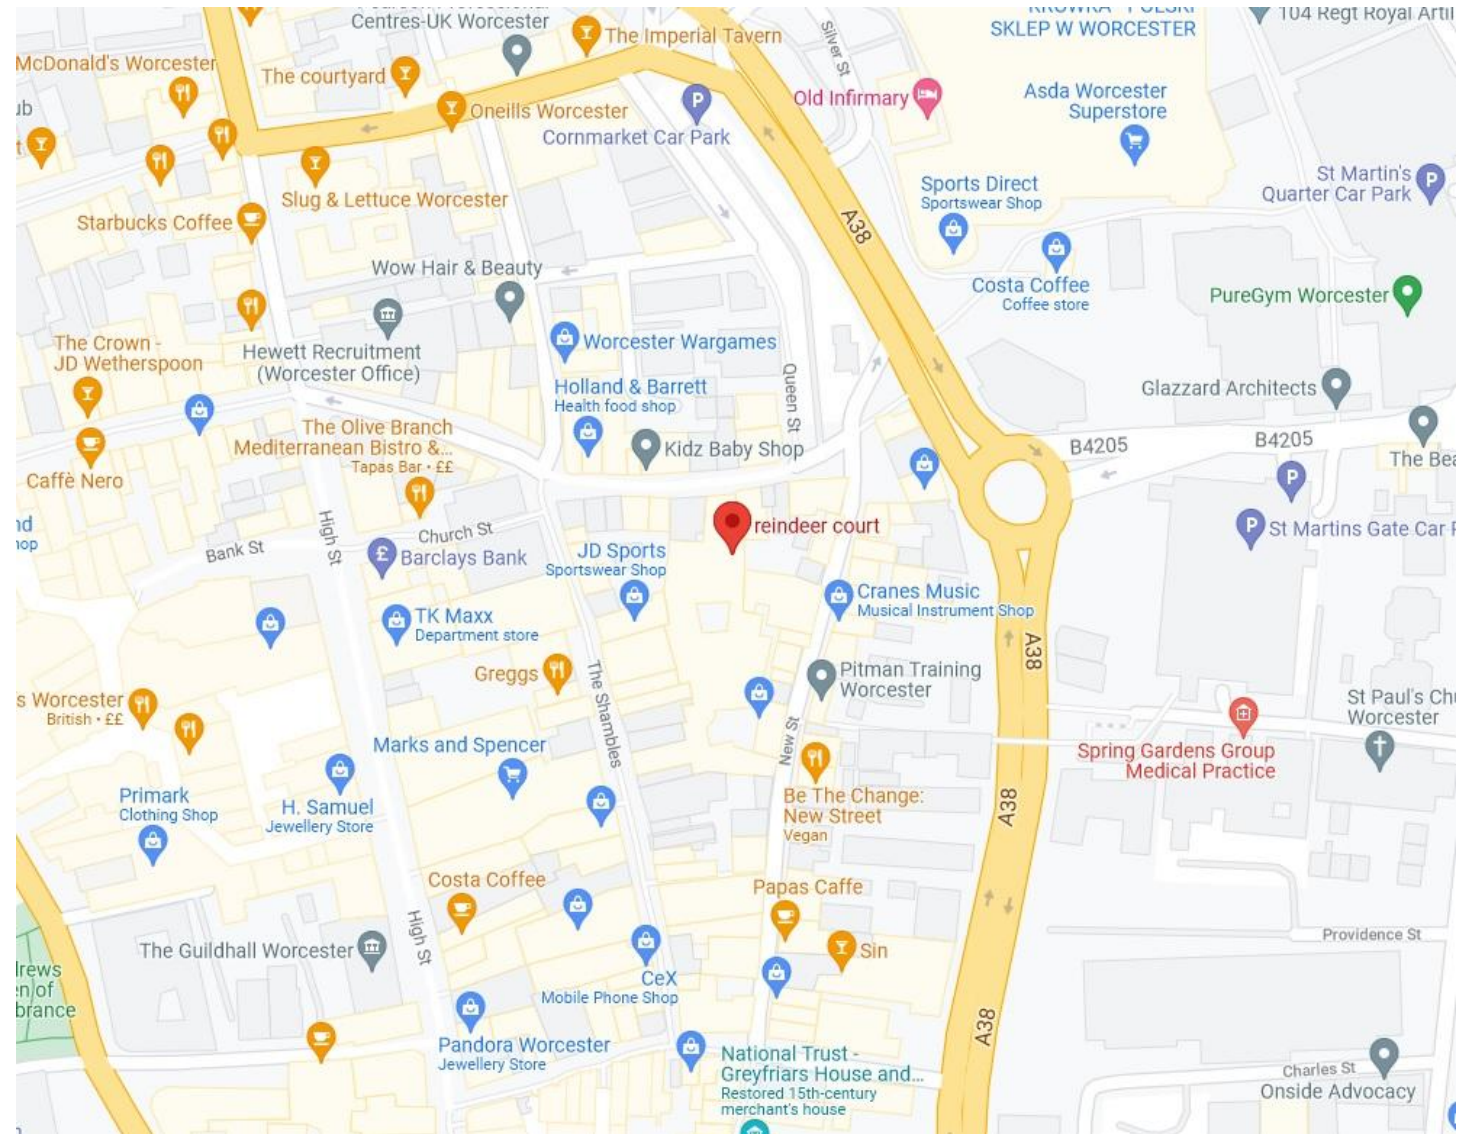 Centres-UK Worcester
The Imperial Tavern
SKLEP W WORCESTER
104 Regt Royal Artil
McDonald's Worcester
The courtyard
Silver St
Oneills Worcester
Cornmarket Car Park
Old Infirmary
Asda Worcester
Superstore
Slug & Lettuce Worcester
Starbucks Coffee
Sports Direct
Sportswear Shop
St Martin's
Quarter Car Park
A38
Wow Hair & Beauty
Costa Coffee
Coffee store
PureGym Worcester
The Crown -
JD Wetherspoon
Hewett Recruitment
(Worcester Office)
Worcester Wargames
Holland & Barrett
Health food shop
Queen St
Glazzard Architects
The Olive Branch
Mediterranean Bistro &...
Tapas Bar · ££
Kidz Baby Shop
B4205
B4205
The Bea
Caffè Nero
High St
Bank St
Church St
reindeer court
St Martins Gate Car P
Barclays Bank
JD Sports
Sportswear Shop
Cranes Music
Musical Instrument Shop
TK Maxx
Department store
A38
Greggs
The Shambles
Pitman Training
Worcester
s Worcester
British · ££
St Paul's Chu
Worcester
Marks and Spencer
New St
Spring Gardens Group
Medical Practice
Primark
Clothing Shop
H. Samuel
Jewellery Store
Be The Change:
New Street
Vegan
A38
Costa Coffee
Papas Caffe
High St
The Guildhall Worcester
Sin
Providence St
CeX
Mobile Phone Shop
drews
en of
brance
A38
Pandora Worcester
Jewellery Store
National Trust -
Greyfriars House and...
Restored 15th-century
merchant's house
Charles St
Onside Advocacy